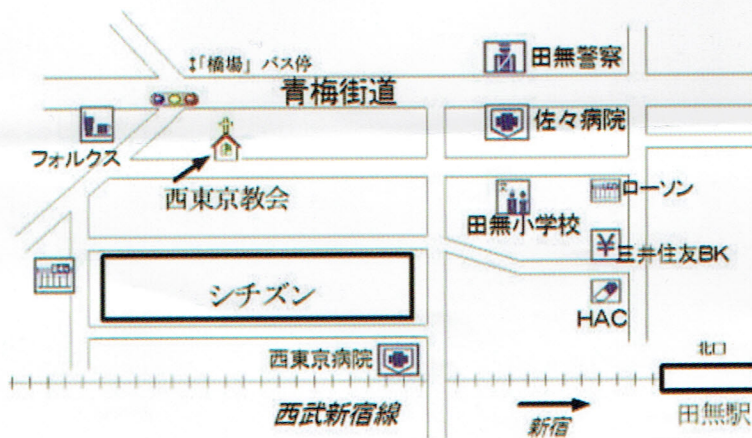 ↕「橋場」バス停
田無警察
青梅街道
佐々病院
フォルクス
西東京教会
ローソン
田無小学校
三井住友BK
シチズン
HAC
西東京病院
北口
西武新宿線
新宿
田無駅